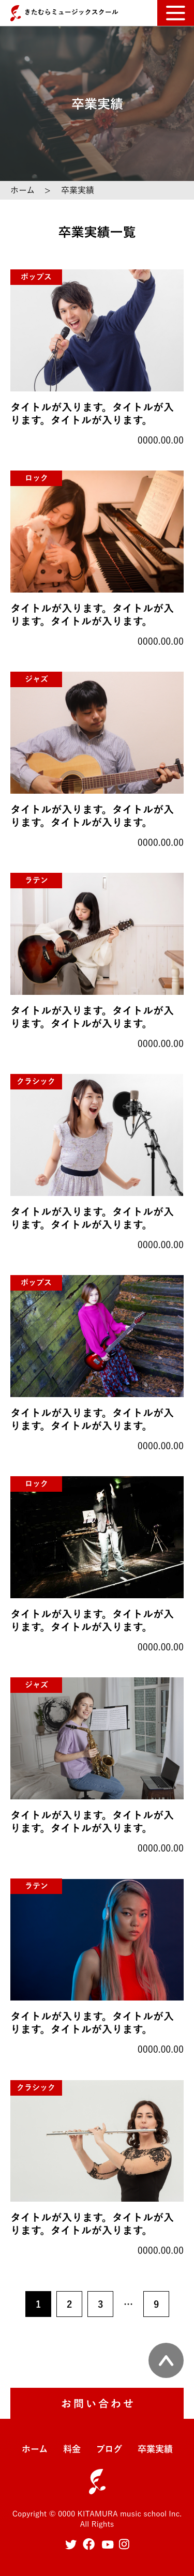 きたむらミュージックスクール
卒業実績
ホーム > 卒業実績
卒業実績一覧
ポップス
タイトルが入ります。タイトルが入
ります。タイトルが入ります。
0000.00.00
ロック
タイトルが入ります。タイトルが入
ります。タイトルが入ります。
0000.00.00
ジャズ
タイトルが入ります。タイトルが入
ります。タイトルが入ります。
0000.00.00
ラテン
タイトルが入ります。タイトルが入
ります。タイトルが入ります。
0000.00.00
クラシック
タイトルが入ります。タイトルが入
ります。タイトルが入ります。
0000.00.00
ポップス
タイトルが入ります。タイトルが入
ります。タイトルが入ります。
0000.00.00
ロック
タイトルが入ります。タイトルが入
ります。タイトルが入ります。
0000.00.00
ジャズ
タイトルが入ります。タイトルが入
ります。タイトルが入ります。
0000.00.00
ラテン
タイトルが入ります。タイトルが入
ります。タイトルが入ります。
0000.00.00
クラシック
タイトルが入ります。タイトルが入
ります。タイトルが入ります。
0000.00.00
1 2 3 … 9
お問い合わせ
ホーム 料金 ブログ 卒業実績
Copyright © 0000 KITAMURA music school Inc.
All Rights